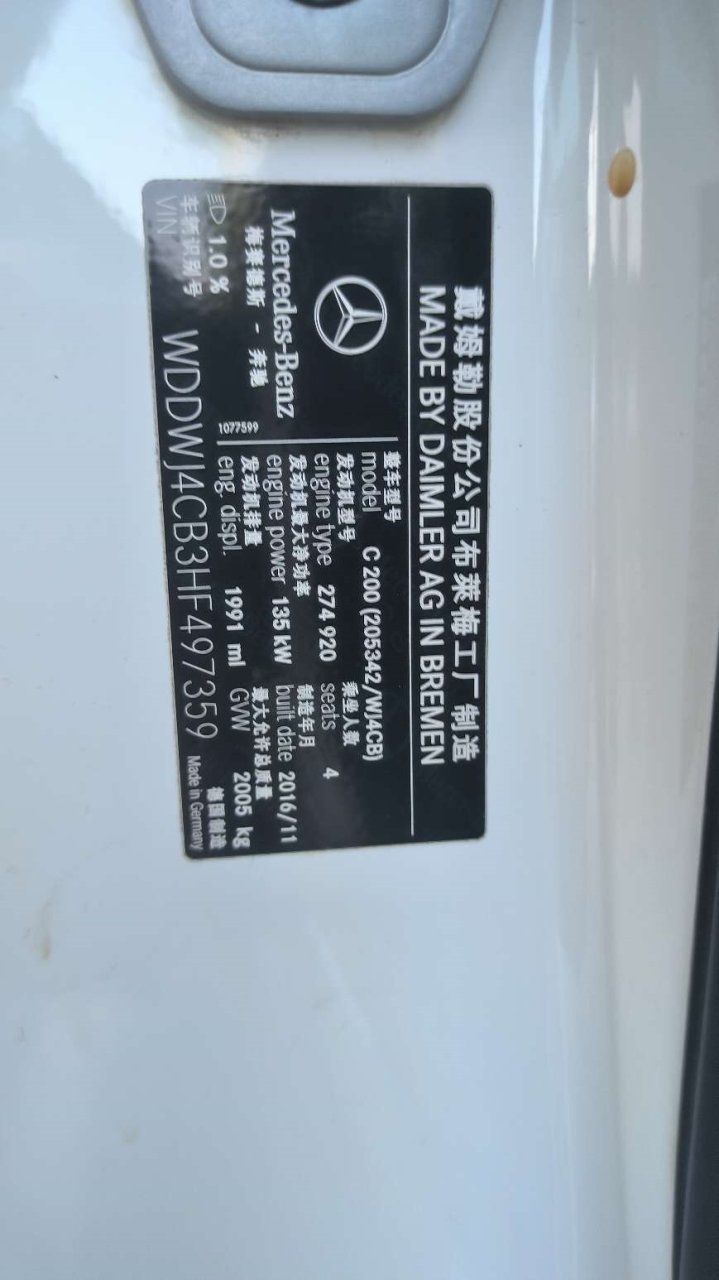 戴姆勒股份公司布莱梅工厂制造
MADE BY DAIMLER AG IN BREMEN
Mercedes-Benz
梅赛德斯 - 奔驰
1.0 %
1077599
整车型号
model C 200 (205342/WJ4CB)
发动机型号 乘坐人数
engine type 274 920 seats 4
发动机最大净功率 制造年月
engine power 135 kW built date 2016/11
发动机排量 最大允许总质量
eng. displ. 1991 ml GVW 2005 kg
车辆识别号 德国制造
VIN WDDWJ4CB3HF497359 Made in Germany